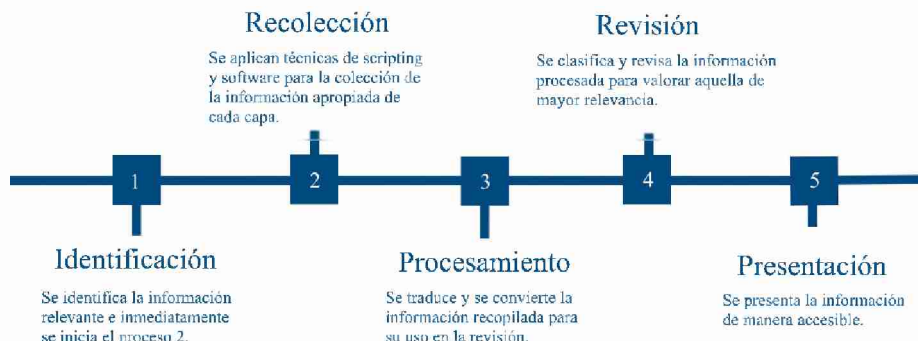 Recolección
Se aplican técnicas de scripting
y software para la colección de
la información apropiada de
cada capa.
Revisión
Se clasifica y revisa la información
procesada para valorar aquella de
mayor relevancia.
1
2
3
4
5
Identificación
Se identifica la información
relevante e inmediatamente
se inicia el proceso 2.
Procesamiento
Se traduce y se convierte la
información recopilada para
su uso en la revisión.
Presentación
Se presenta la información
de manera accesible.